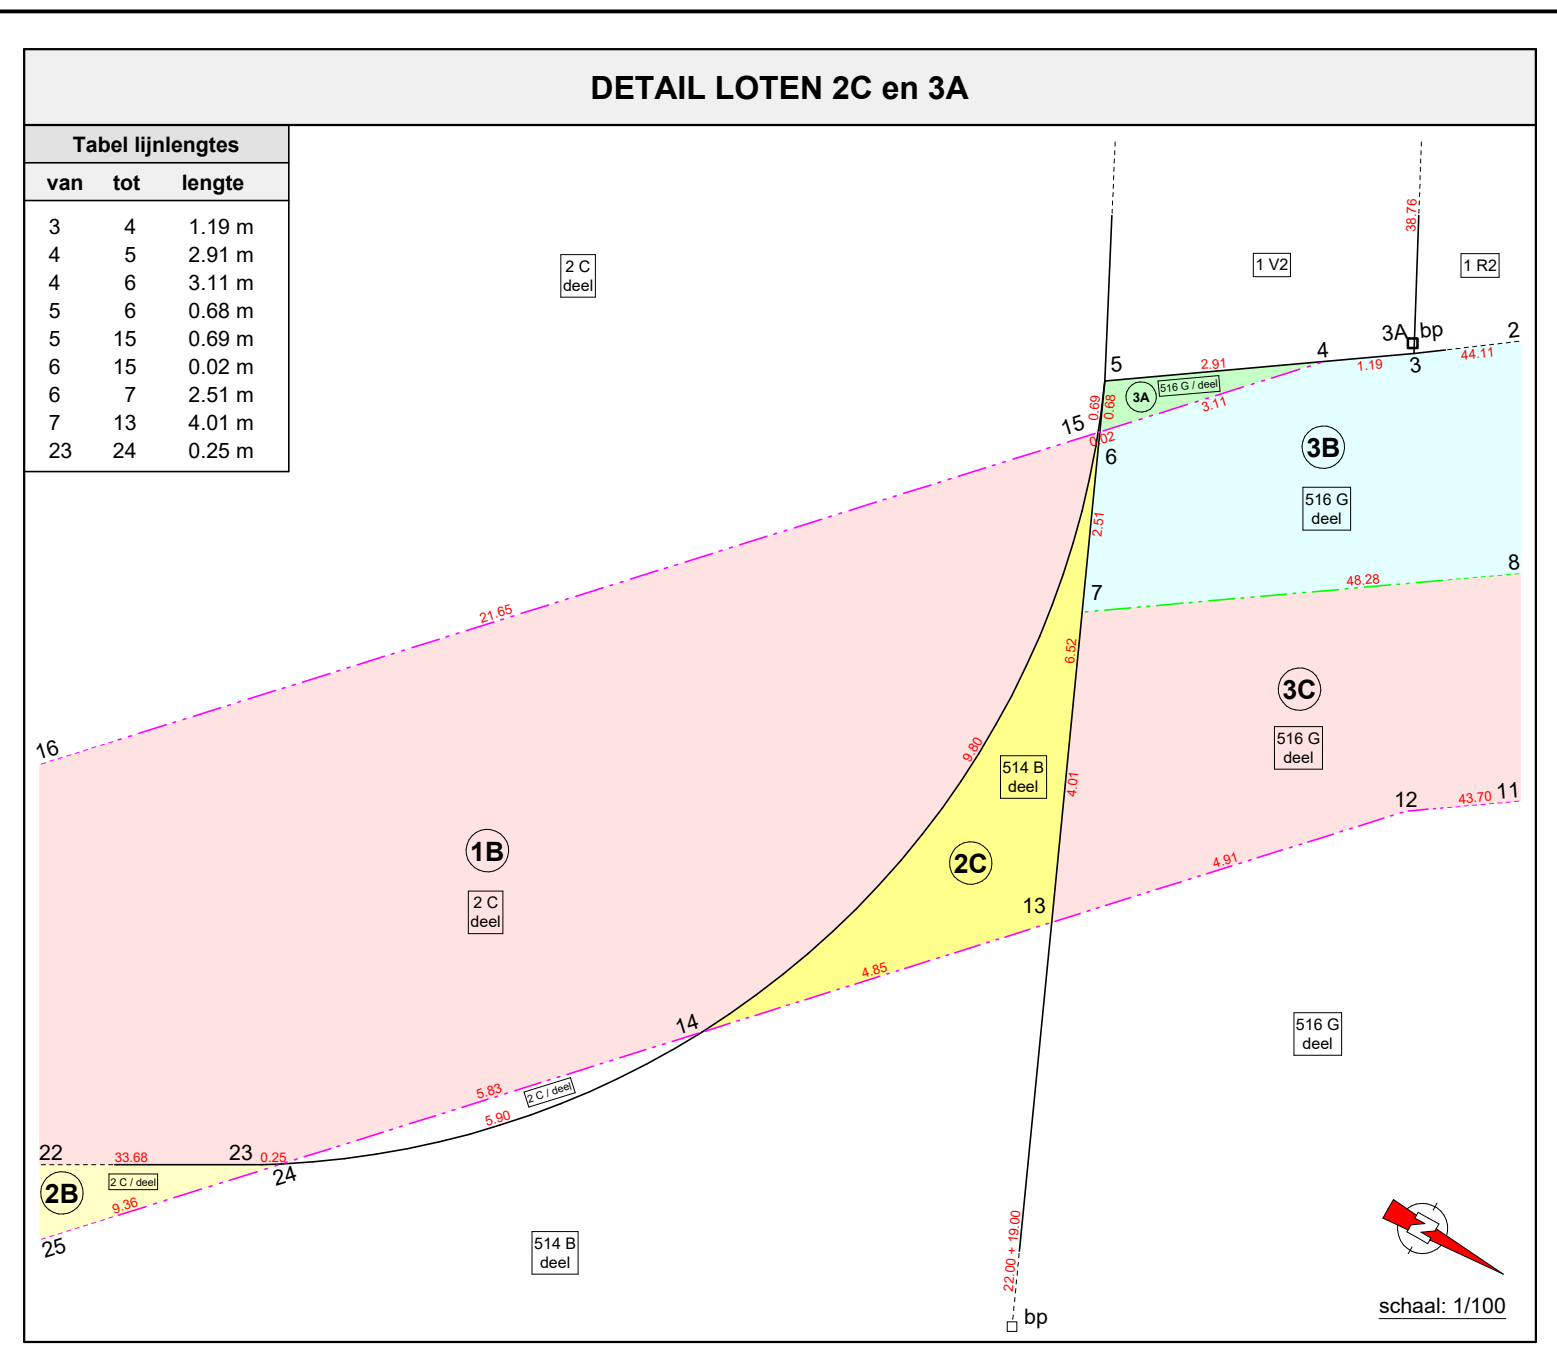 DETAIL LOTEN 2C en 3A
Tabel lijnlengtes
van tot lengte
3 4 1.19 m
4 5 2.91 m
4 6 3.11 m
5 6 0.68 m
5 15 0.69 m
6 15 0.02 m
6 7 2.51 m
7 13 4.01 m
23 24 0.25 m
38.76
2 C
deel
1 V2
1 R2
3A bp
2
5
2.91
4
1.19
3
44.11
3A
516 G / deel
0.69
0.68
3.11
15
0.02
6
3B
516 G
deel
2.51
8
48.28
7
21.65
6.52
3C
516 G
deel
16
9.80
514 B
deel
4.01
12
43.70
11
1B
2 C
deel
2C
4.91
13
4.85
14
516 G
deel
5.83
2 C / deel
5.90
22
33.68
23
0.25
24
2B
2 C / deel
9.36
25
514 B
deel
22.00 + 19.00
bp
schaal: 1/100